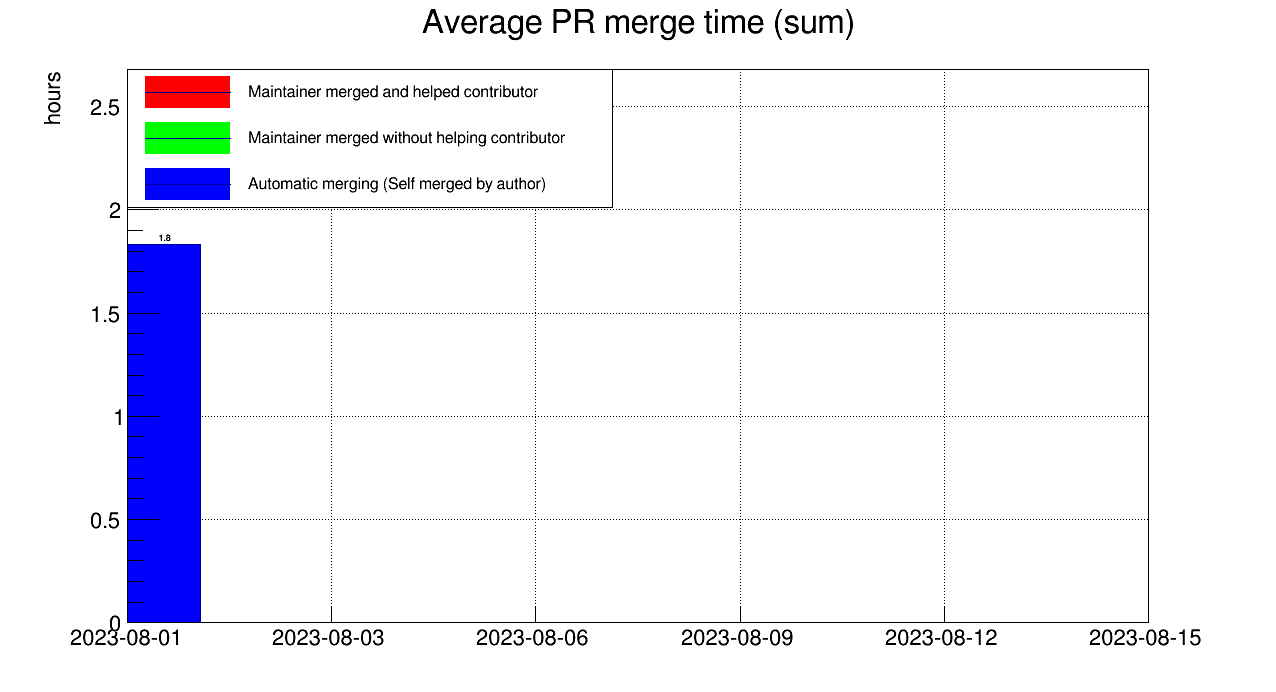 Average PR merge time (sum)
hours
Maintainer merged and helped contributor
Maintainer merged without helping contributor
Automatic merging (Self merged by author)
2.5
2
1.8
1.5
1
0.5
0
2023-08-01 2023-08-03 2023-08-06 2023-08-09 2023-08-12 2023-08-15